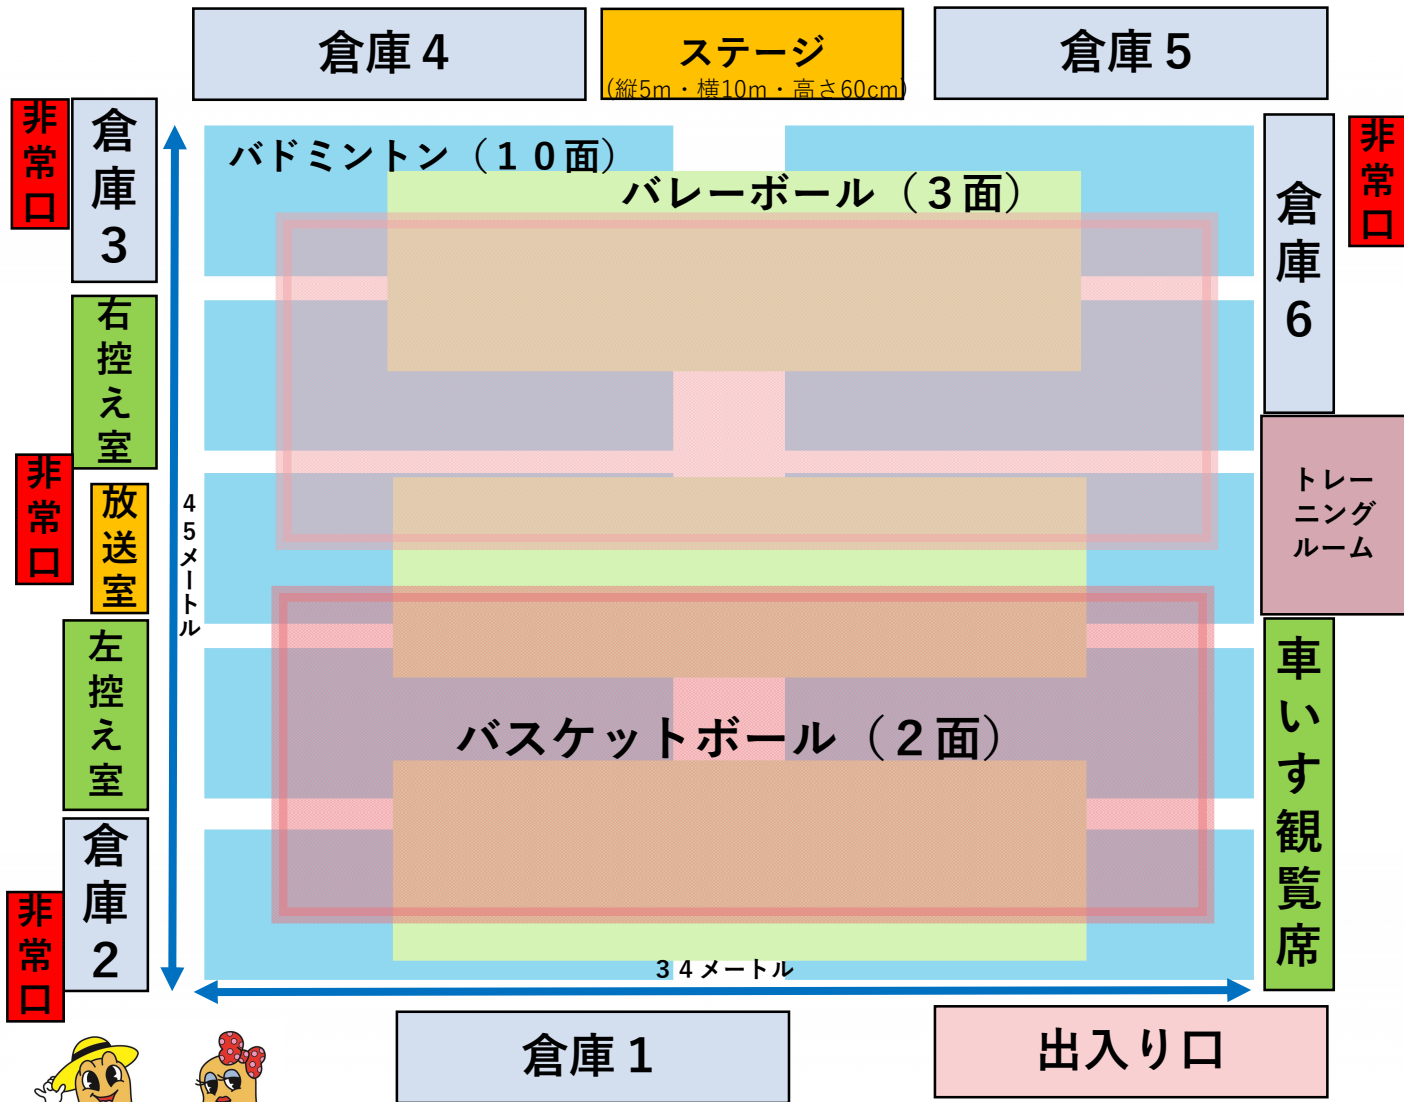 倉庫４
ステージ
(縦5m・横10m・高さ60cm)
倉庫５
非常口
倉庫3
バドミントン（１０面）
バレーボール（３面）
倉庫6
非常口
右控え室
非常口
放送室
45メートル
トレー
ニング
ルーム
左控え室
車いす観覧席
バスケットボール（２面）
倉庫2
非常口
３４メートル
倉庫１
出入り口